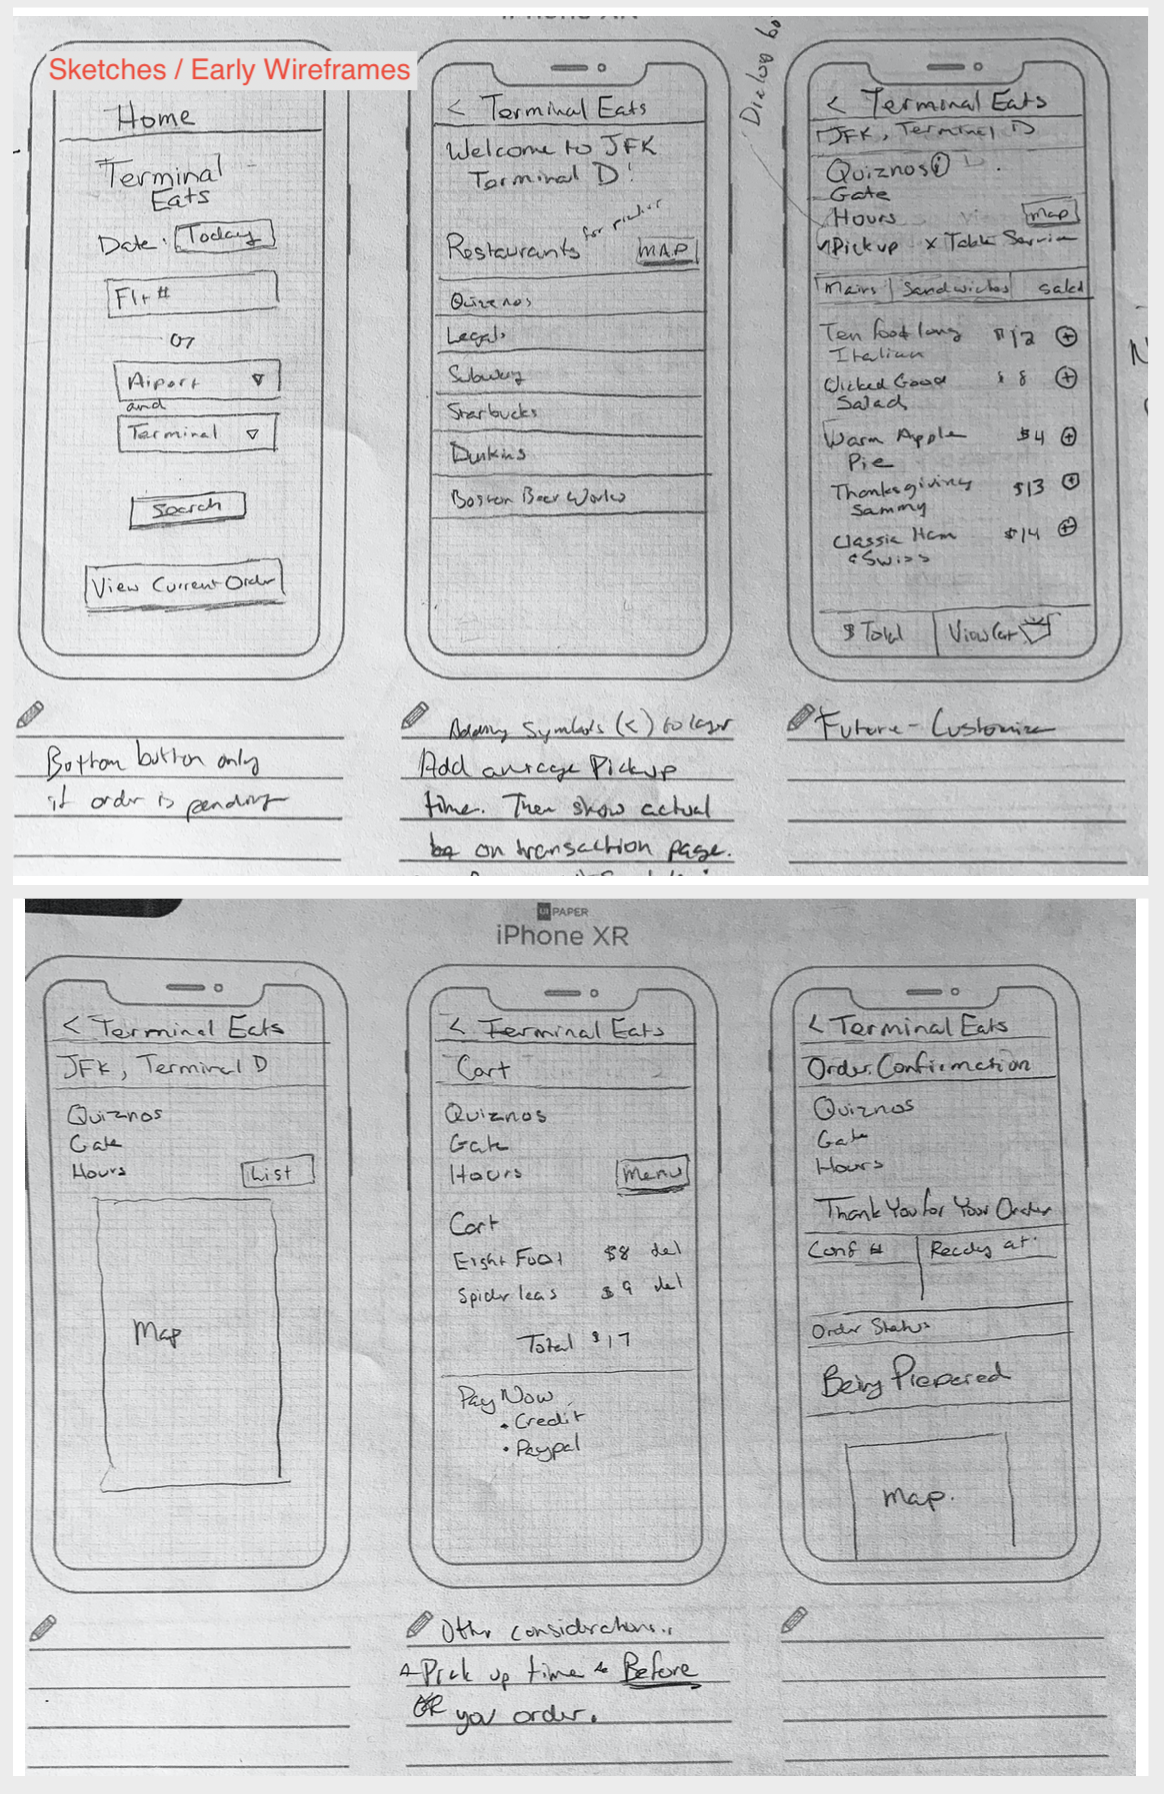 iPhone XR
Sketches / Early Wireframes
Home
Terminal
Eats
Date: Today
Flt #
or
Aiport
and
Terminal
Search
View Current Order
Bottom button only
if order is pending
< Terminal Eats
Welcome to JFK
Terminal D!
for
Restaurants MAP
Quiznos
Legals
Subway
Starbucks
Dunkins
Boston Beer Works
Adding Symbols (<) to
Add average Pickup
time. Then show actual
on transaction page.
Dialog bo
< Terminal Eats
JFK, Terminal D
Quiznos i
Gate
Hours Map
Pickup x Table Service
Mains Sandwiches salad
Ten foot long $12 +
Italian
Wicked Good $8 +
Salads
Warm Apple $4 +
Pie
Thanksgiving $13 +
Sammy
Classic Ham $14 +
& Swiss
$ Total View Cart
Future - Customize
UI PAPER
iPhone XR
< Terminal Eats
JFK, Terminal D
Quiznos
Gate
Hours List
Map
< Terminal Eats
Cart
Quiznos
Gate
Hours Menu
Cart
Eight Foot $8 del
Spider legs $9 del
Total $17
Pay Now
• Credit
• Paypal
Other considerations..
Pick up time Before
OR you order.
< Terminal Eats
Order Confirmation
Quiznos
Gate
Hours
Thank You for Your Order
Conf # Ready at:
Order Status
Being Prepared
Map.